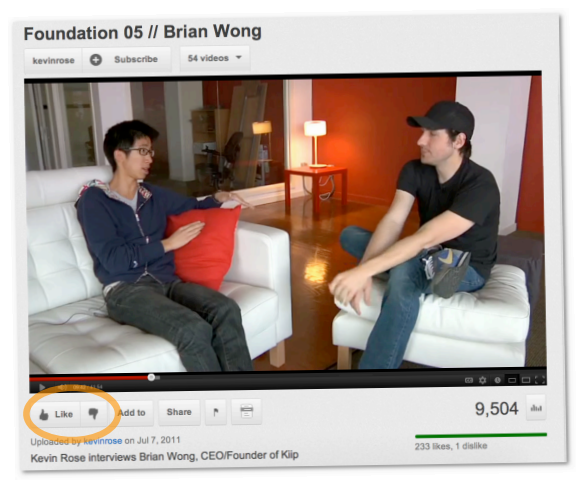 Foundation 05 // Brian Wong
kevinrose Subscribe 54 videos
Like Add to Share 9,504
Uploaded by kevinrose on Jul 7, 2011
233 likes, 1 dislike
Kevin Rose interviews Brian Wong, CEO/Founder of Kiip